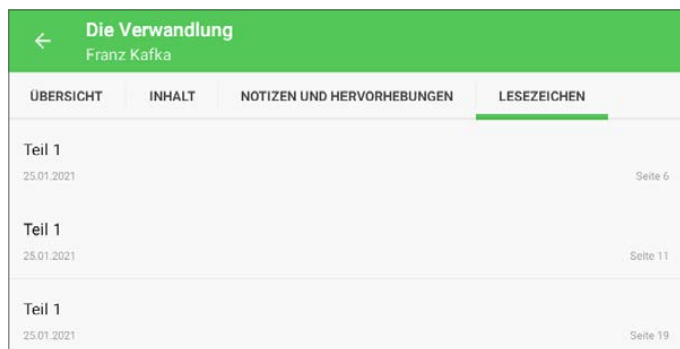 Die Verwandlung
Franz Kafka
ÜBERSICHT INHALT NOTIZEN UND HERVORHEBUNGEN LESEZEICHEN
Teil 1
25.01.2021 Seite 6
Teil 1
25.01.2021 Seite 11
Teil 1
25.01.2021 Seite 19